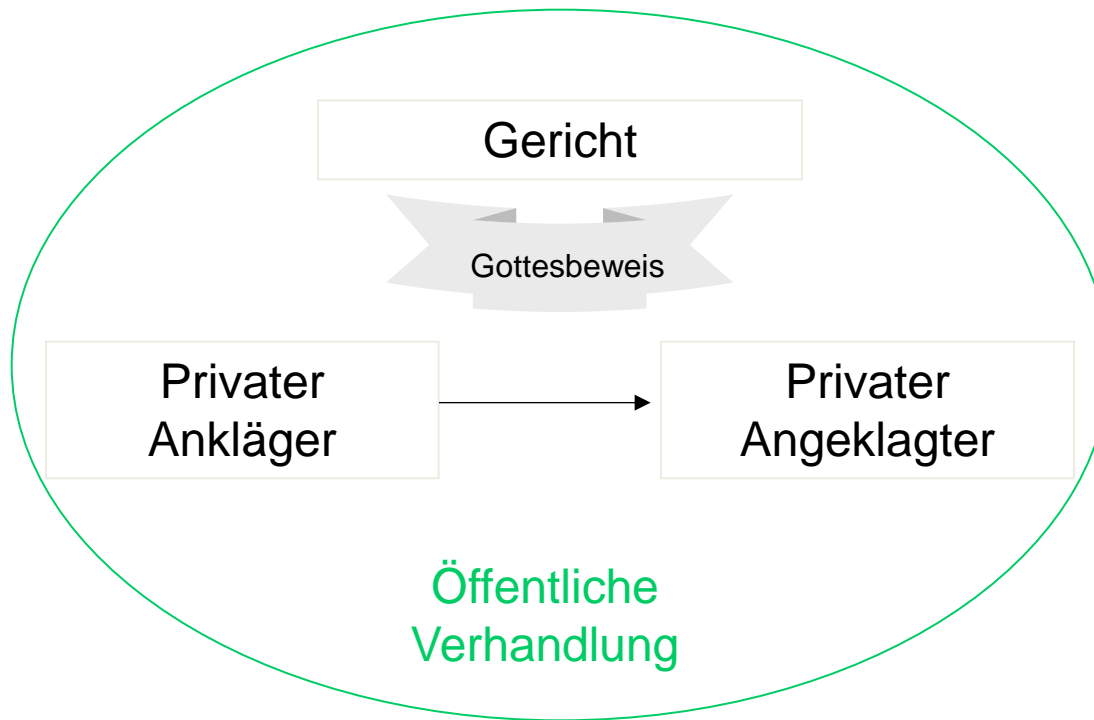 Gericht
Gottesbeweis
Privater
Ankläger
Privater
Angeklagter
Öffentliche
Verhandlung